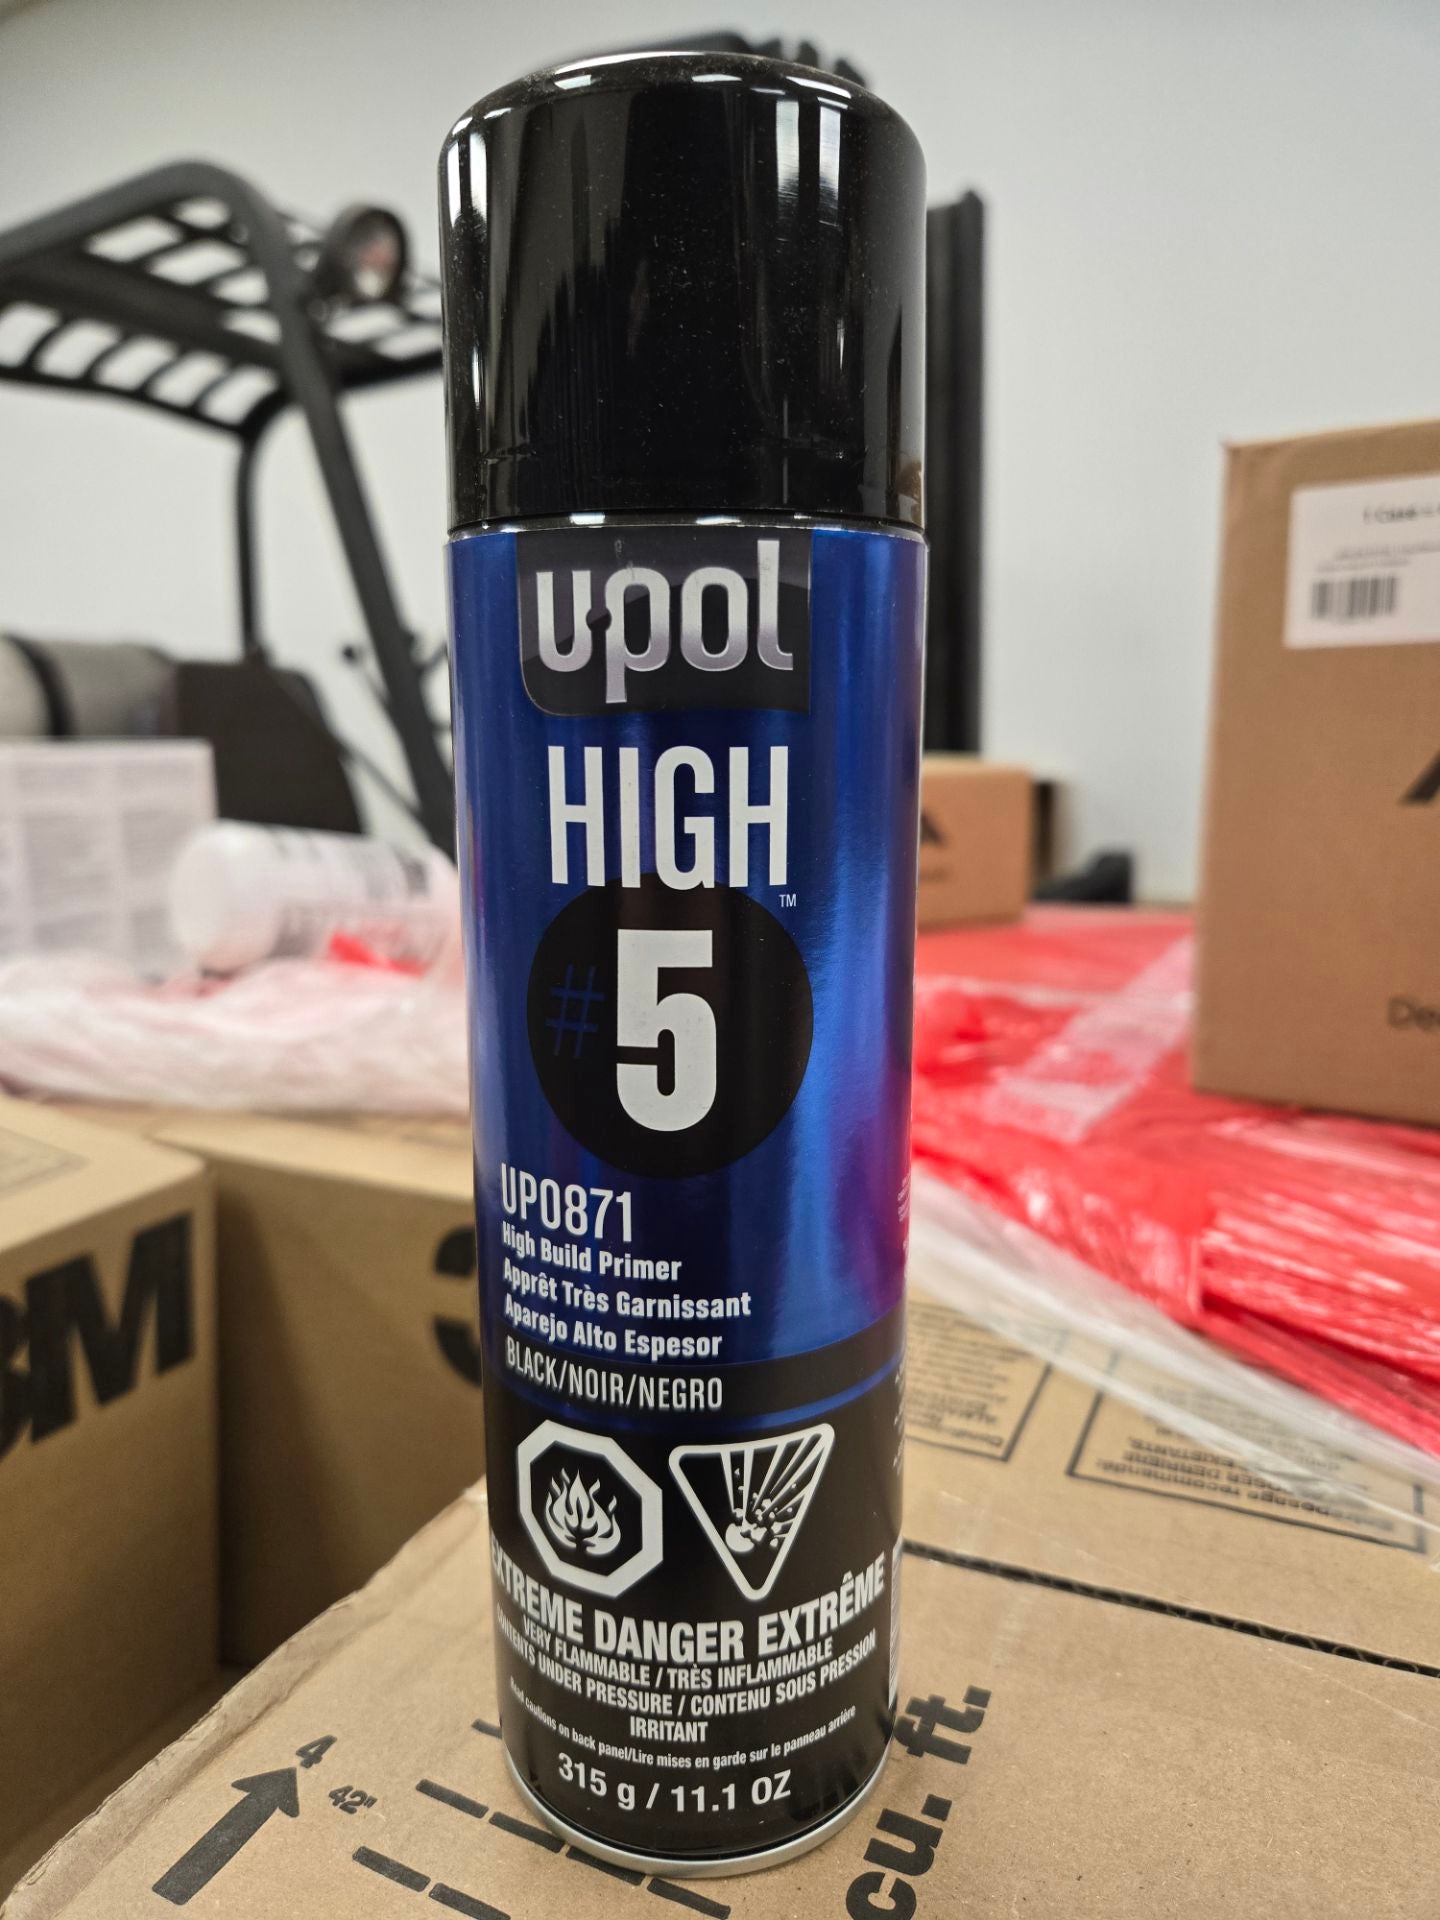 upol
HIGH
™
#5
UP0871
High Build Primer
Apprêt Très Garnissant
Aparejo Alto Espesor
BLACK/NOIR/NEGRO
EXTREME DANGER EXTRÊME
VERY FLAMMABLE / TRÈS INFLAMMABLE
CONTENTS UNDER PRESSURE / CONTENU SOUS PRESSION
IRRITANT
Read cautions on back panel/Lire mises en garde sur le panneau arrière
315 g / 11.1 OZ
3M
4
42"
cu. ft.